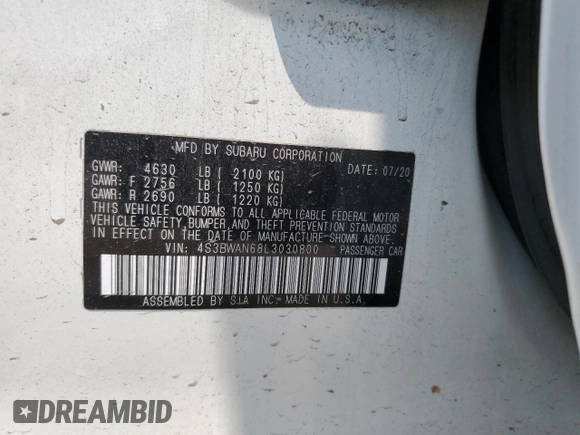 MFD BY SUBARU CORPORATION
GVWR: 4630 LB ( 2100 KG) DATE: 07/20
GAWR: F 2756 LB ( 1250 KG)
GAWR: R 2690 LB ( 1220 KG)
THIS VEHICLE CONFORMS TO ALL APPLICABLE FEDERAL MOTOR
VEHICLE SAFETY, BUMPER, AND THEFT PREVENTION STANDARDS
IN EFFECT ON THE DATE OF MANUFACTURE SHOWN ABOVE.
VIN: 4S3BWAN68L3030800 PASSENGER CAR
ASSEMBLED BY SIA INC. MADE IN U.S.A.
DREAMBID